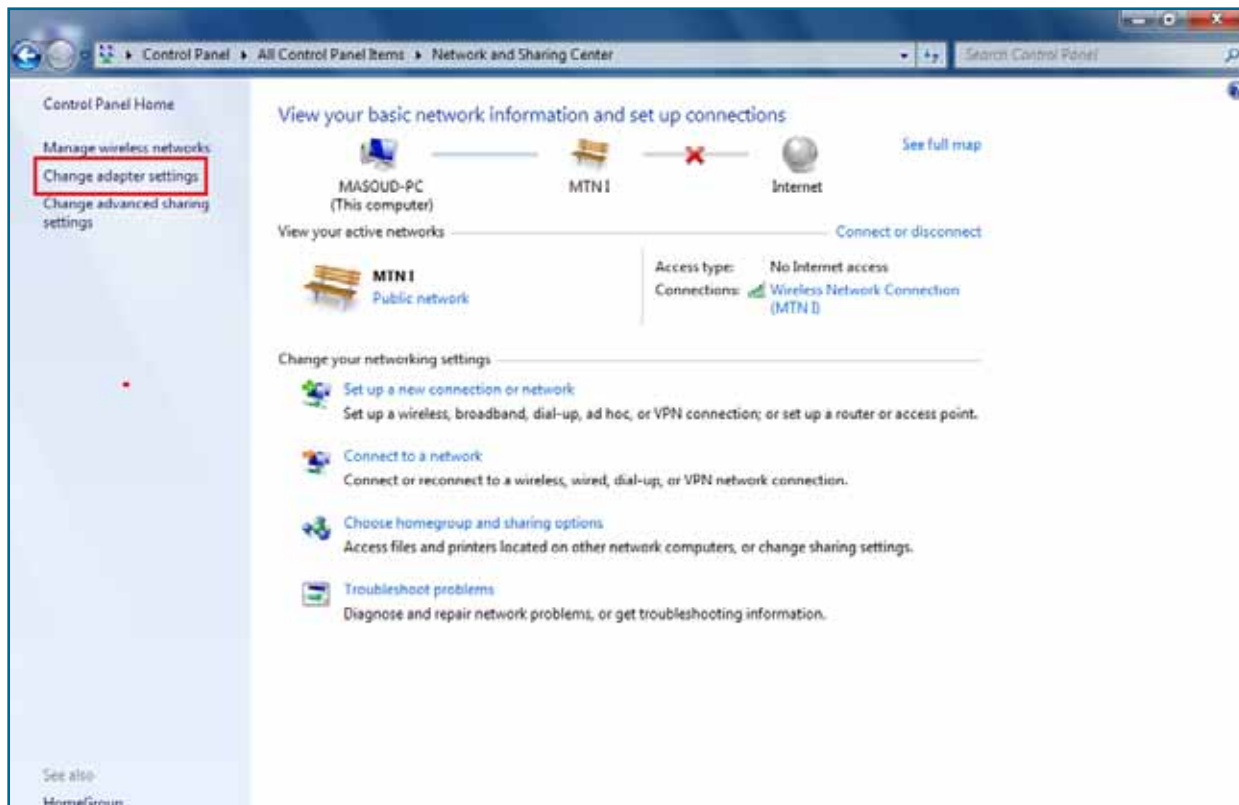 Control Panel ▸ All Control Panel Items ▸ Network and Sharing Center
Search Control Panel
Control Panel Home
Manage wireless networks
Change adapter settings
Change advanced sharing
settings
View your basic network information and set up connections
See full map
MASOUD-PC
(This computer)
MTN I
Internet
View your active networks
Connect or disconnect
MTN I
Public network
Access type: No Internet access
Connections: Wireless Network Connection
(MTN I)
Change your networking settings
Set up a new connection or network
Set up a wireless, broadband, dial-up, ad hoc, or VPN connection; or set up a router or access point.
Connect to a network
Connect or reconnect to a wireless, wired, dial-up, or VPN network connection.
Choose homegroup and sharing options
Access files and printers located on other network computers, or change sharing settings.
Troubleshoot problems
Diagnose and repair network problems, or get troubleshooting information.
See also
HomeGroup